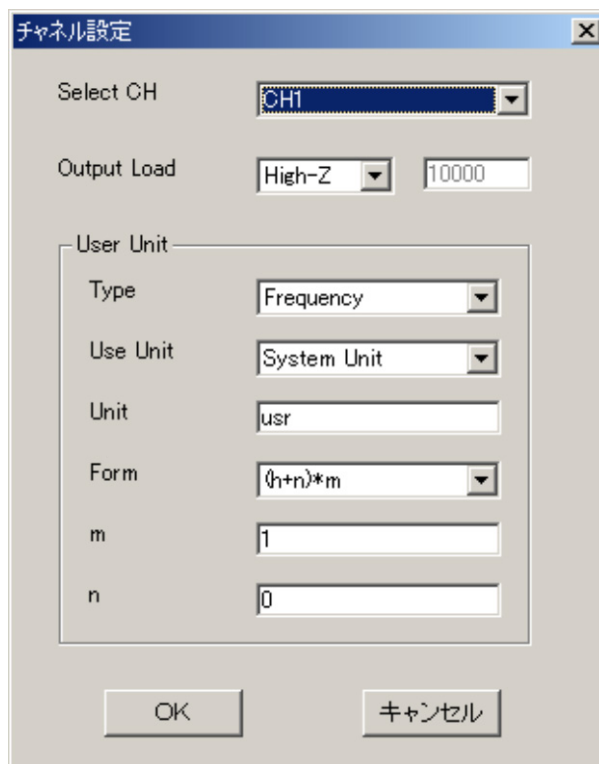 チャネル設定
Select CH CH1
Output Load High-Z 10000
User Unit
Type Frequency
Use Unit System Unit
Unit usr
Form (h+n)*m
m 1
n 0
OK キャンセル